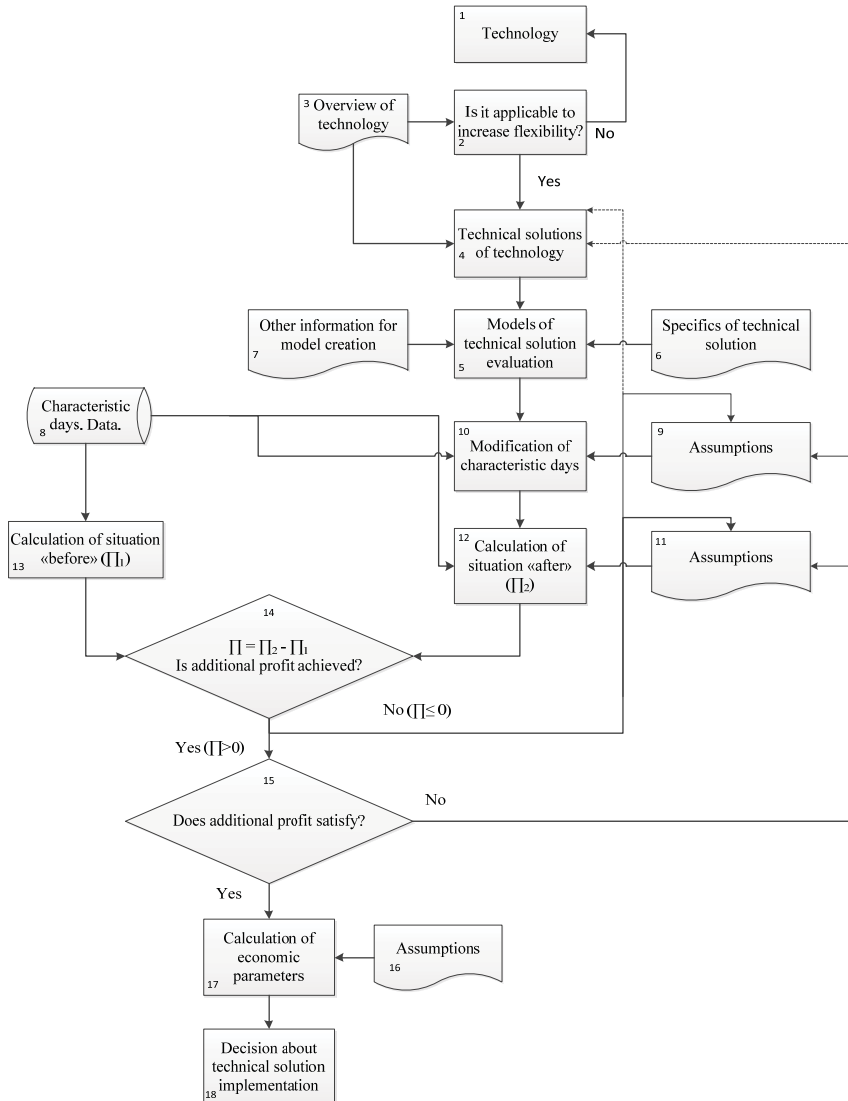 1
Technology
3 Overview of
technology
Is it applicable to
increase flexibility?
2
No
Yes
Technical solutions
of technology
4
Other information for
model creation
7
Models of
technical solution
evaluation
5
Specifics of technical
solution
6
Characteristic
days. Data.
8
10
Modification of
characteristic days
9
Assumptions
Calculation of situation
«before» (∏₁)
13
12
Calculation of
situation «after»
(∏₂)
11
Assumptions
14
∏ = ∏₂ - ∏₁
Is additional profit achieved?
No (∏≤ 0)
Yes (∏>0)
15
Does additional profit satisfy?
No
Yes
Calculation of
economic
parameters
17
Assumptions
16
Decision about
technical solution
implementation
18